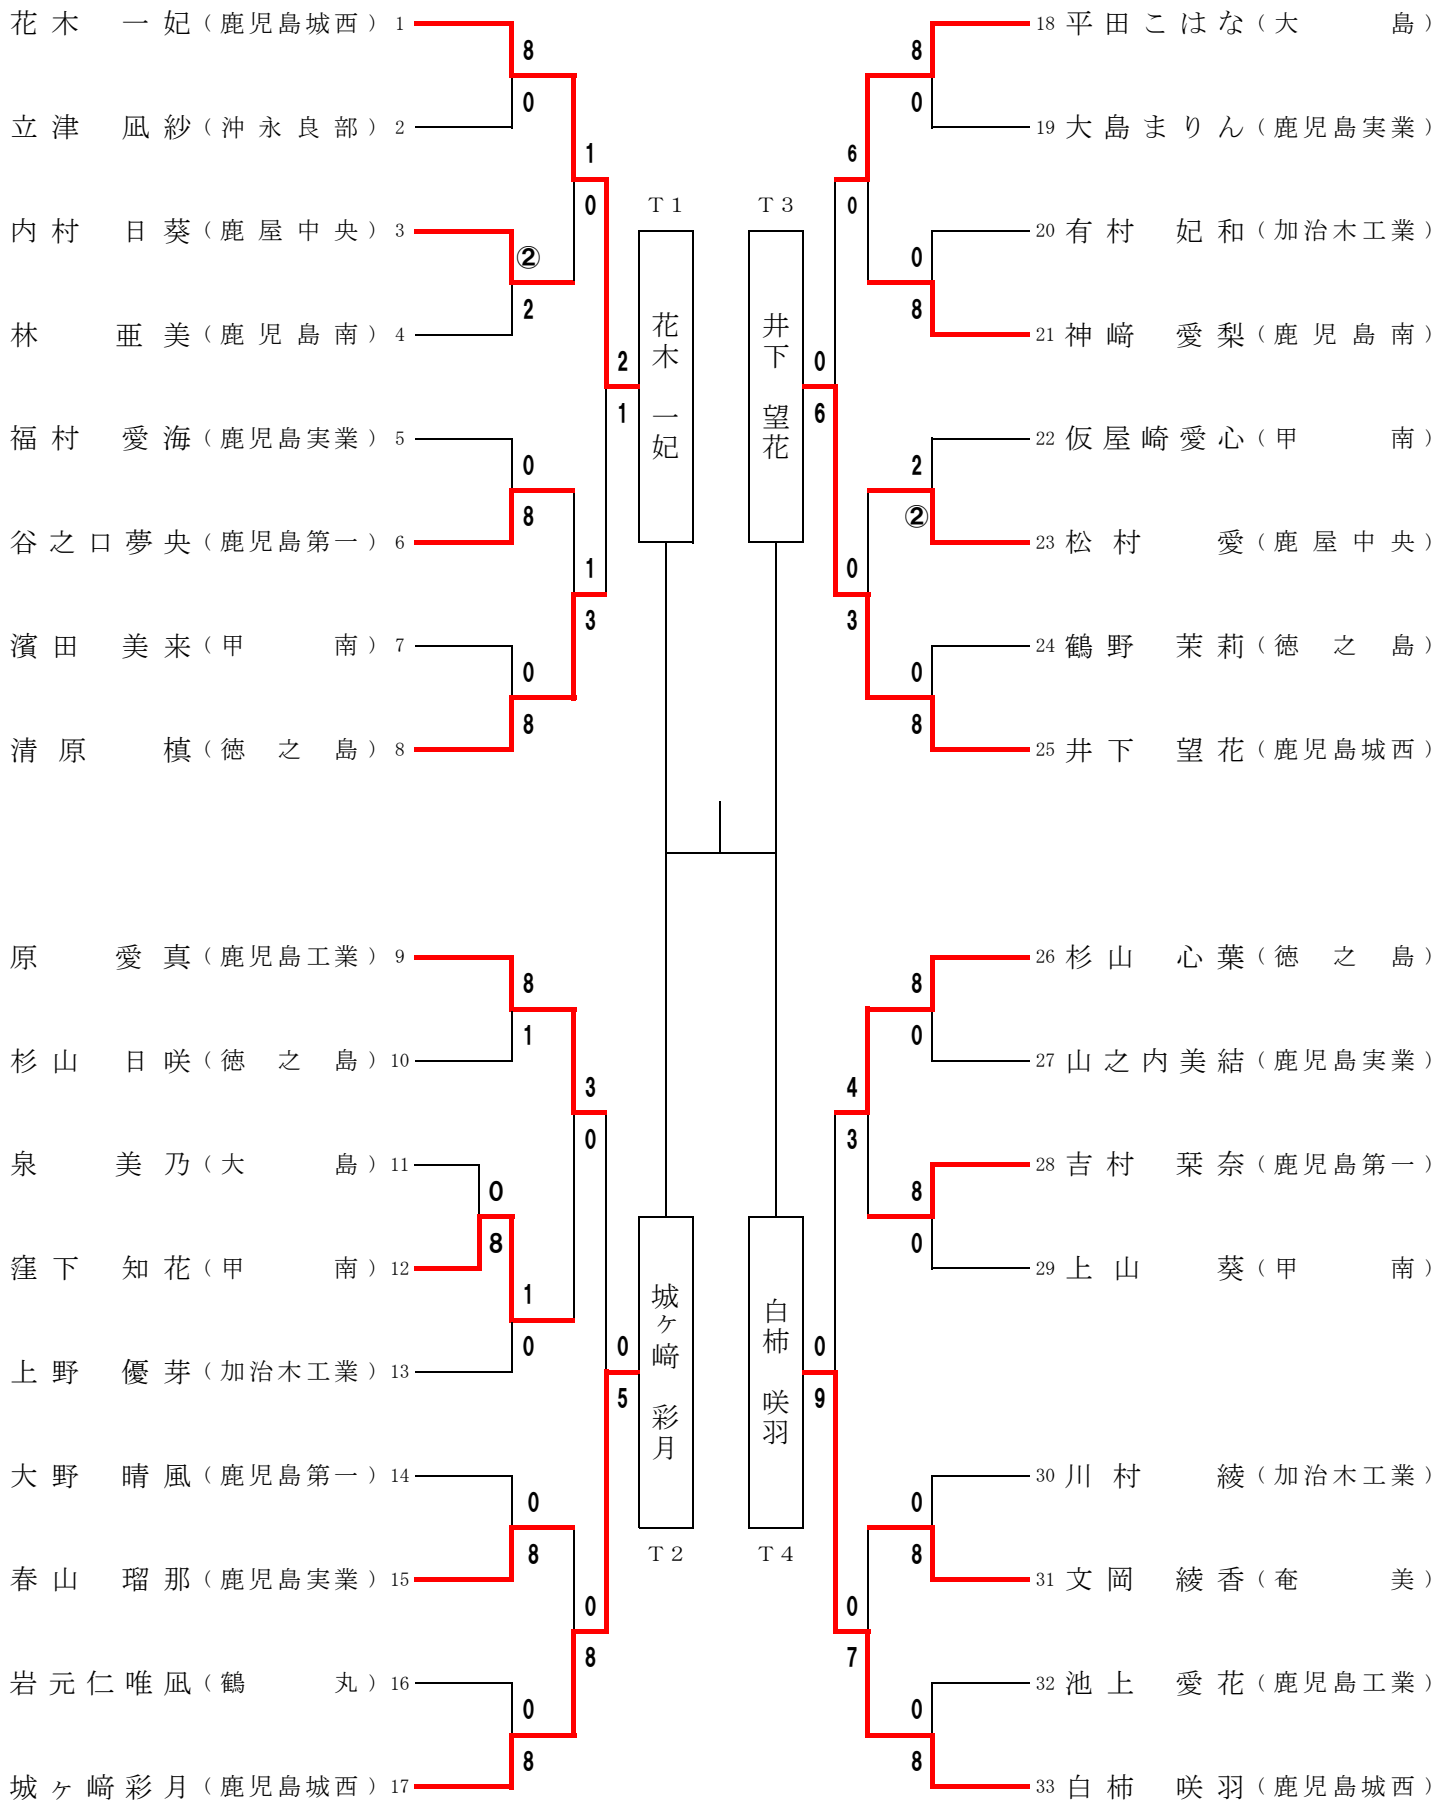 花木 一妃（鹿児島城西）1
8
0
立津 凪紗（沖永良部）2
1
0
内村 日葵（鹿屋中央）3
②
2
林 亜美（鹿児島南）4
2
1
福村 愛海（鹿児島実業）5
0
8
谷之口夢央（鹿児島第一）6
1
3
濱田 美来（甲南）7
0
8
清原 槙（徳之島）8
T1
花木 一妃
原 愛真（鹿児島工業）9
8
1
杉山 日咲（徳之島）10
3
0
泉 美乃（大島）11
0
8
窪下 知花（甲南）12
1
0
上野 優芽（加治木工業）13
0
5
大野 晴風（鹿児島第一）14
0
8
春山 瑠那（鹿児島実業）15
0
8
岩元仁唯凪（鶴丸）16
0
8
城ヶ﨑彩月（鹿児島城西）17
城ヶ﨑 彩月
T2
T3
井下 望花
18 平田こはな（大島）
8
0
19 大島まりん（鹿児島実業）
6
0
20 有村 妃和（加治木工業）
0
8
21 神﨑 愛梨（鹿児島南）
0
6
22 仮屋崎愛心（甲南）
2
②
23 松村 愛（鹿屋中央）
0
3
24 鶴野 茉莉（徳之島）
0
8
25 井下 望花（鹿児島城西）
26 杉山 心葉（徳之島）
8
0
27 山之内美結（鹿児島実業）
4
3
28 吉村 栞奈（鹿児島第一）
8
0
29 上山 葵（甲南）
0
9
30 川村 綾（加治木工業）
0
8
31 文岡 綾香（奄美）
0
7
32 池上 愛花（鹿児島工業）
0
8
33 白柿 咲羽（鹿児島城西）
白柿 咲羽
T4